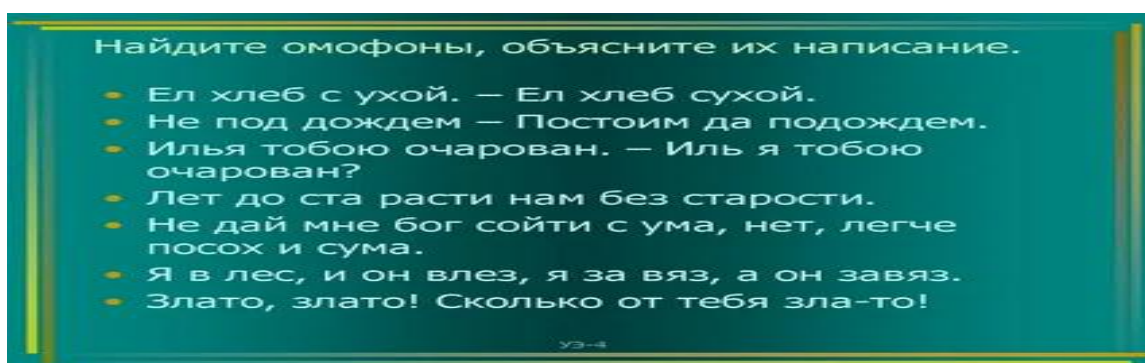 Найдите омофоны, объясните их написание.
Ел хлеб с ухой. – Ел хлеб сухой.
Не под дождем – Постоим да подождем.
Илья тобою очарован. – Иль я тобою
очарован?
Лет до ста расти нам без старости.
Не дай мне бог сойти с ума, нет, легче
посох и сума.
Я в лес, и он влез, я за вяз, а он завяз.
Злато, злато! Сколько от тебя зла-то!
УЭ-4